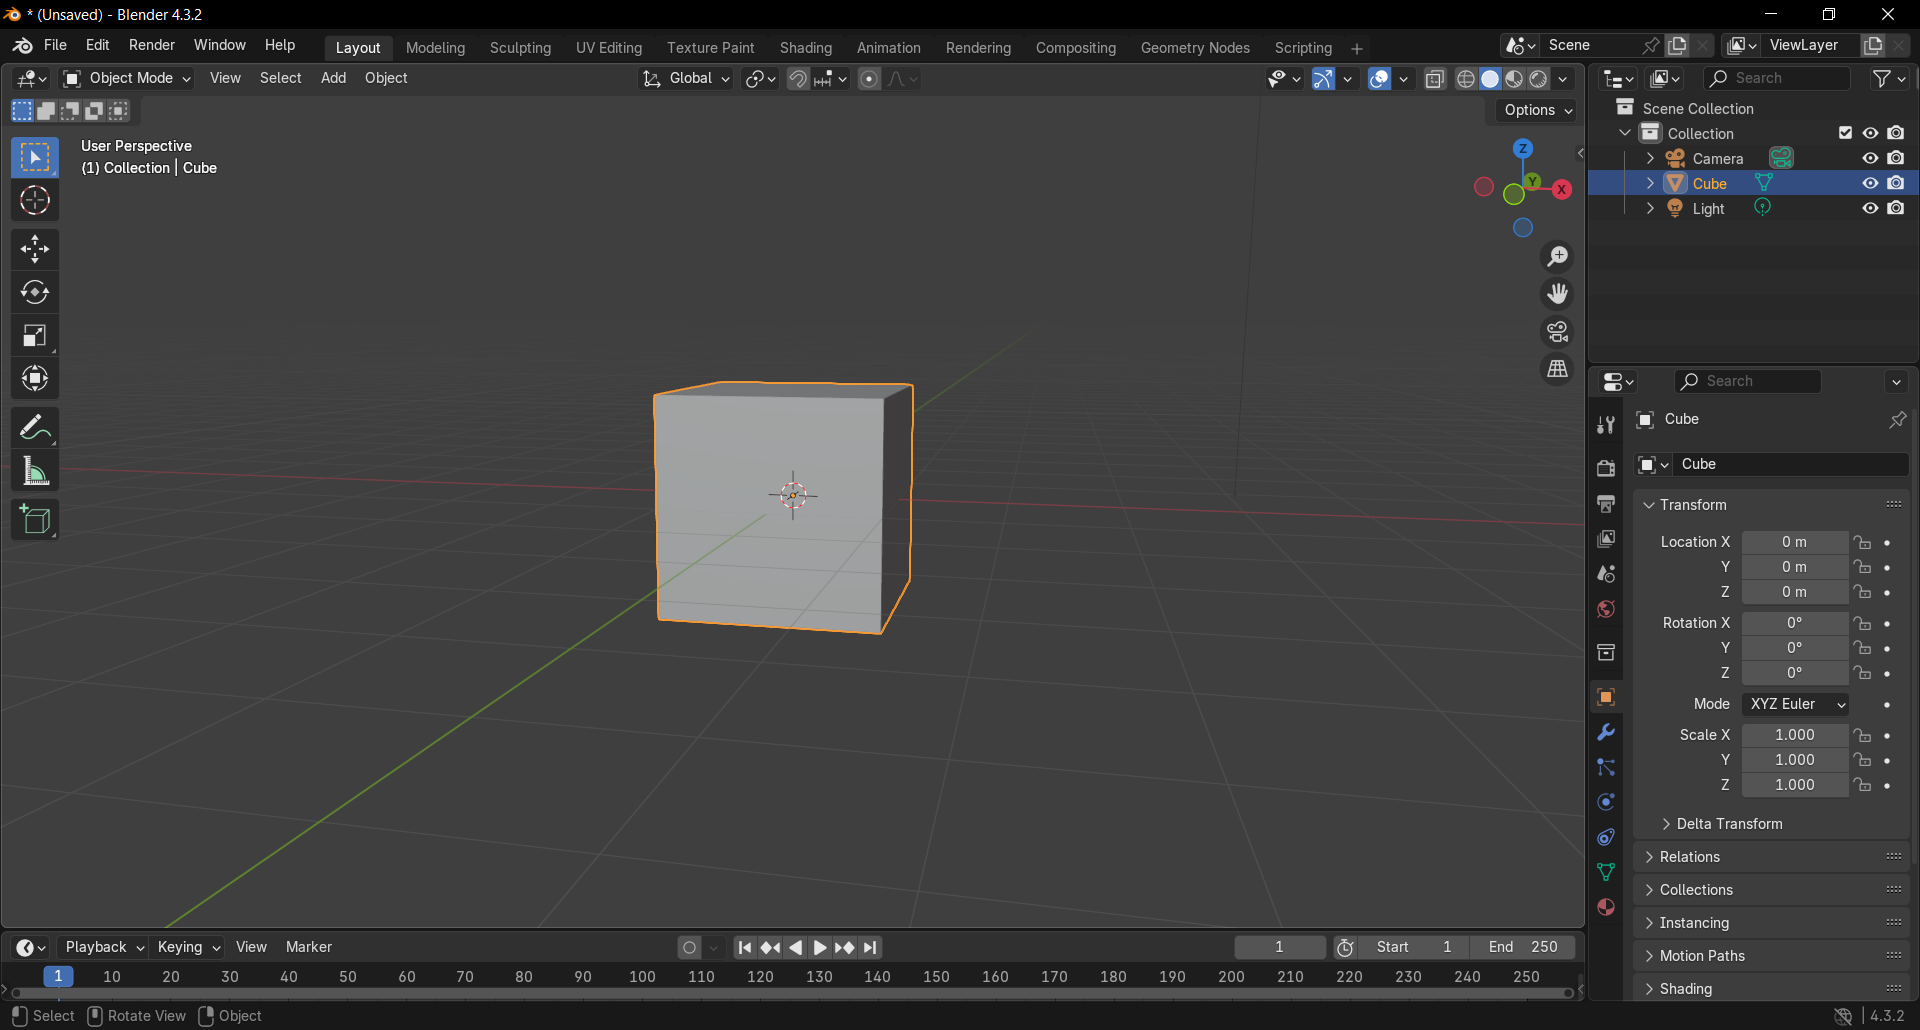 * (Unsaved) - Blender 4.3.2
File Edit Render Window Help Layout Modeling Sculpting UV Editing Texture Paint Shading Animation Rendering Compositing Geometry Nodes Scripting + Scene ViewLayer
Object Mode View Select Add Object Global Search
Options
User Perspective
(1) Collection | Cube
Z
Y
X
Scene Collection
Collection
Camera
Cube
Light
Search
Cube
Cube
Transform
Location X 0 m
Y 0 m
Z 0 m
Rotation X 0°
Y 0°
Z 0°
Mode XYZ Euler
Scale X 1.000
Y 1.000
Z 1.000
Delta Transform
Relations
Collections
Instancing
Motion Paths
Shading
Playback Keying View Marker 1 Start 1 End 250
1 10 20 30 40 50 60 70 80 90 100 110 120 130 140 150 160 170 180 190 200 210 220 230 240 250
Select Rotate View Object 4.3.2